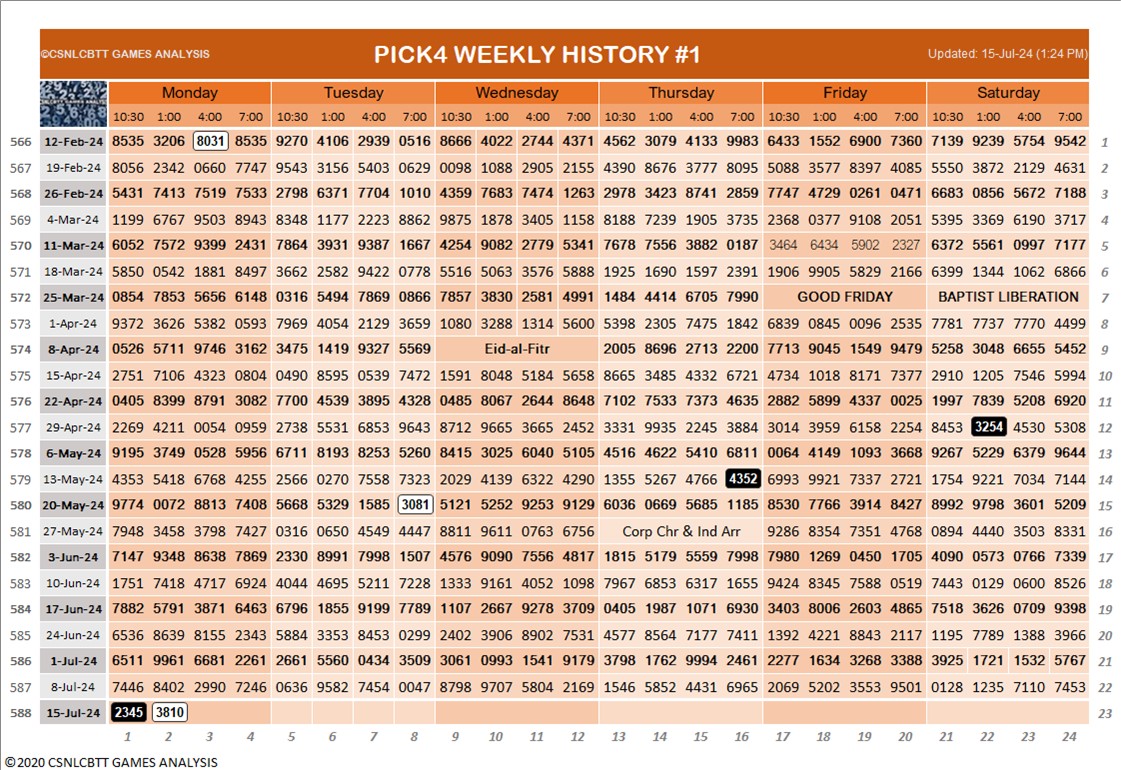 ©CSNLCBTT GAMES ANALYSIS PICK4 WEEKLY HISTORY #1 Updated: 15-Jul-24 (1:24 PM)
Monday Tuesday Wednesday Thursday Friday Saturday
10:30 1:00 4:00 7:00 10:30 1:00 4:00 7:00 10:30 1:00 4:00 7:00 10:30 1:00 4:00 7:00 10:30 1:00 4:00 7:00 10:30 1:00 4:00 7:00
566 12-Feb-24 8535 3206 8031 8535 9270 4106 2939 0516 8666 4022 2744 4371 4562 3079 4133 9983 6433 1552 6900 7360 7139 9239 5754 9542 1
567 19-Feb-24 8056 2342 0660 7747 9543 3156 5403 0629 0098 1088 2905 2155 4390 8676 3777 8095 5088 3577 8397 4085 5550 3872 2129 4631 2
568 26-Feb-24 5431 7413 7519 7533 2798 6371 7704 1010 4359 7683 7474 1263 2978 3423 8741 2859 7747 4729 0261 0471 6683 0856 5672 7188 3
569 4-Mar-24 1199 6767 9503 8943 8348 1177 2223 8862 9875 1878 3405 1158 8188 7239 1905 3735 2368 0377 9108 2051 5395 3369 6190 3717 4
570 11-Mar-24 6052 7572 9399 2431 7864 3931 9387 1667 4254 9082 2779 5341 7678 7556 3882 0187 3464 6434 5902 2327 6372 5561 0997 7177 5
571 18-Mar-24 5850 0542 1881 8497 3662 2582 9422 0778 5516 5063 3576 5888 1925 1690 1597 2391 1906 9905 5829 2166 6399 1344 1062 6866 6
572 25-Mar-24 0854 7853 5656 6148 0316 5494 7869 0866 7857 3830 2581 4991 1484 4414 6705 7990 GOOD FRIDAY BAPTIST LIBERATION 7
573 1-Apr-24 9372 3626 5382 0593 7969 4054 2129 3659 1080 3288 1314 5600 5398 2305 7475 1842 6839 0845 0096 2535 7781 7737 7770 4499 8
574 8-Apr-24 0526 5711 9746 3162 3475 1419 9327 5569 Eid-al-Fitr 2005 8696 2713 2200 7713 9045 1549 9479 5258 3048 6655 5452 9
575 15-Apr-24 2751 7106 4323 0804 0490 8595 0539 7472 1591 8048 5184 5658 8665 3485 4332 6721 4734 1018 8171 7377 2910 1205 7546 5994 10
576 22-Apr-24 0405 8399 8791 3082 7700 4539 3895 4328 0485 8067 2644 8648 7102 7533 7373 4635 2882 5899 4337 0025 1997 7839 5208 6920 11
577 29-Apr-24 2269 4211 0054 0959 2738 5531 6853 9643 8712 9665 3665 2452 3331 9935 2245 3884 3014 3959 6158 2254 8453 3254 4530 5308 12
578 6-May-24 9195 3749 0528 5956 6711 8193 8253 5260 8415 3025 6040 5105 4516 4622 5410 6811 0064 4149 1093 3668 9267 5229 6379 9644 13
579 13-May-24 4353 5418 6768 4255 2566 0270 7558 7323 2029 4139 6322 4290 1355 5267 4766 4352 6993 9921 7337 2721 1754 9221 7034 7144 14
580 20-May-24 9774 0072 8813 7408 5668 5329 1585 3081 5121 5252 9253 9129 6036 0669 5685 1185 8530 7766 3914 8427 8992 9798 3601 5209 15
581 27-May-24 7948 3458 3798 7427 0316 0650 4549 4447 8811 9611 0763 6756 Corp Chr & Ind Arr 9286 8354 7351 4768 0894 4440 3503 8331 16
582 3-Jun-24 7147 9348 8638 7869 2330 8991 7998 1507 4576 9090 7556 4817 1815 5179 5559 7998 7980 1269 0450 1705 4090 0573 0766 7339 17
583 10-Jun-24 1751 7418 4717 6924 4044 4695 5211 7228 1333 9161 4052 1098 7967 6853 6317 1655 9424 8345 7588 0519 7443 0129 0600 8526 18
584 17-Jun-24 7882 5791 3871 6463 6796 1855 9199 7789 1107 2667 9278 3709 0405 1987 1071 6930 3403 8006 2603 4865 7518 3626 0709 9398 19
585 24-Jun-24 6536 8639 8155 2343 5884 3353 8453 0299 2402 3906 8902 7531 4577 8564 7177 7411 1392 4221 8843 2117 1195 7789 1388 3966 20
586 1-Jul-24 6511 9961 6681 2261 2661 5560 0434 3509 3061 0993 1541 9179 3798 1762 9994 2461 2277 1634 3268 3388 3925 1721 1532 5767 21
587 8-Jul-24 7446 8402 2990 7246 0636 9582 7454 0047 8798 9707 5804 2169 1546 5852 4431 6965 2069 5202 3553 9501 0128 1235 7110 7453 22
588 15-Jul-24 2345 3810 23
1 2 3 4 5 6 7 8 9 10 11 12 13 14 15 16 17 18 19 20 21 22 23 24
©2020 CSNLCBTT GAMES ANALYSIS